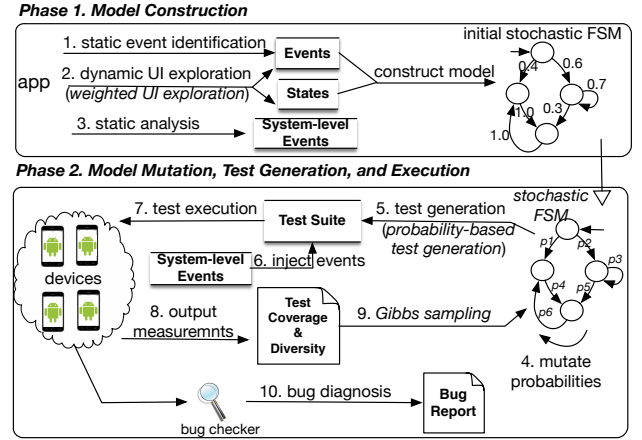 Phase 1. Model Construction
initial stochastic FSM
1. static event identification
Events
2. dynamic UI exploration
(weighted UI exploration)
app
States
construct model
3. static analysis
System-level
Events
0.4
0.6
0.7
1.0
0.3
1.0
Phase 2. Model Mutation, Test Generation, and Execution
stochastic
FSM
7. test execution
Test Suite
5. test generation
(probability-based
test generation)
System-level
Events
6. inject events
devices
p1
p2
p3
p4
p5
p6
8. output
measuremnts
Test
Coverage
&
Diversity
9. Gibbs sampling
4. mutate
probabilities
bug checker
10. bug diagnosis
Bug
Report